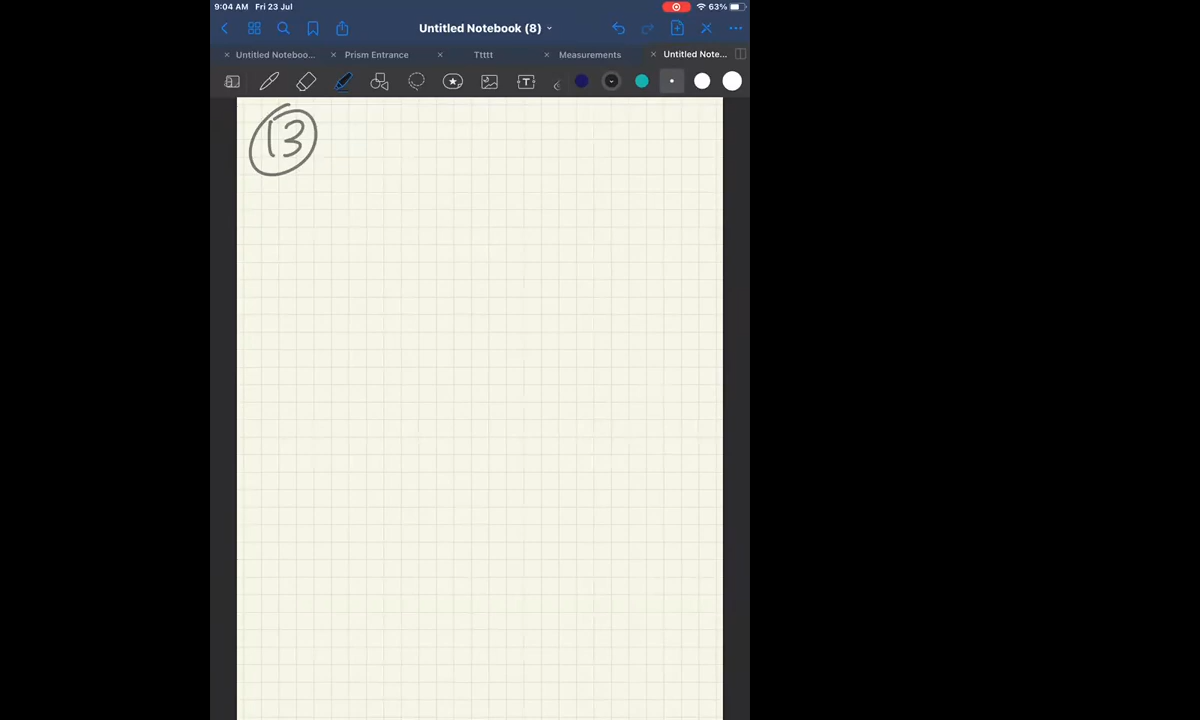 9:04 AM Fri 23 Jul 63%
Untitled Notebook (8)
Untitled Noteboo... Prism Entrance Ttttt Measurements Untitled Note...
T
13